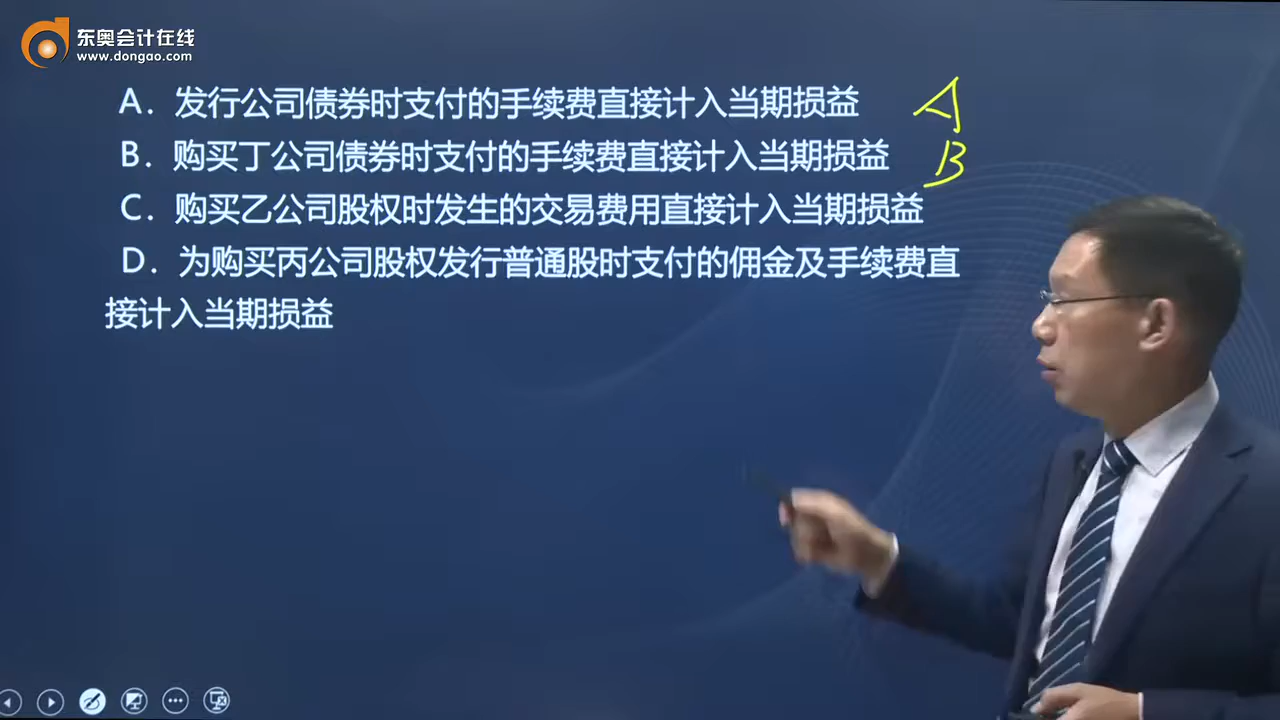 东奥会计在线
www.dongao.com
A．发行公司债券时支付的手续费直接计入当期损益 A
B．购买丁公司债券时支付的手续费直接计入当期损益 B
C．购买乙公司股权时发生的交易费用直接计入当期损益
D．为购买丙公司股权发行普通股时支付的佣金及手续费直
接计入当期损益